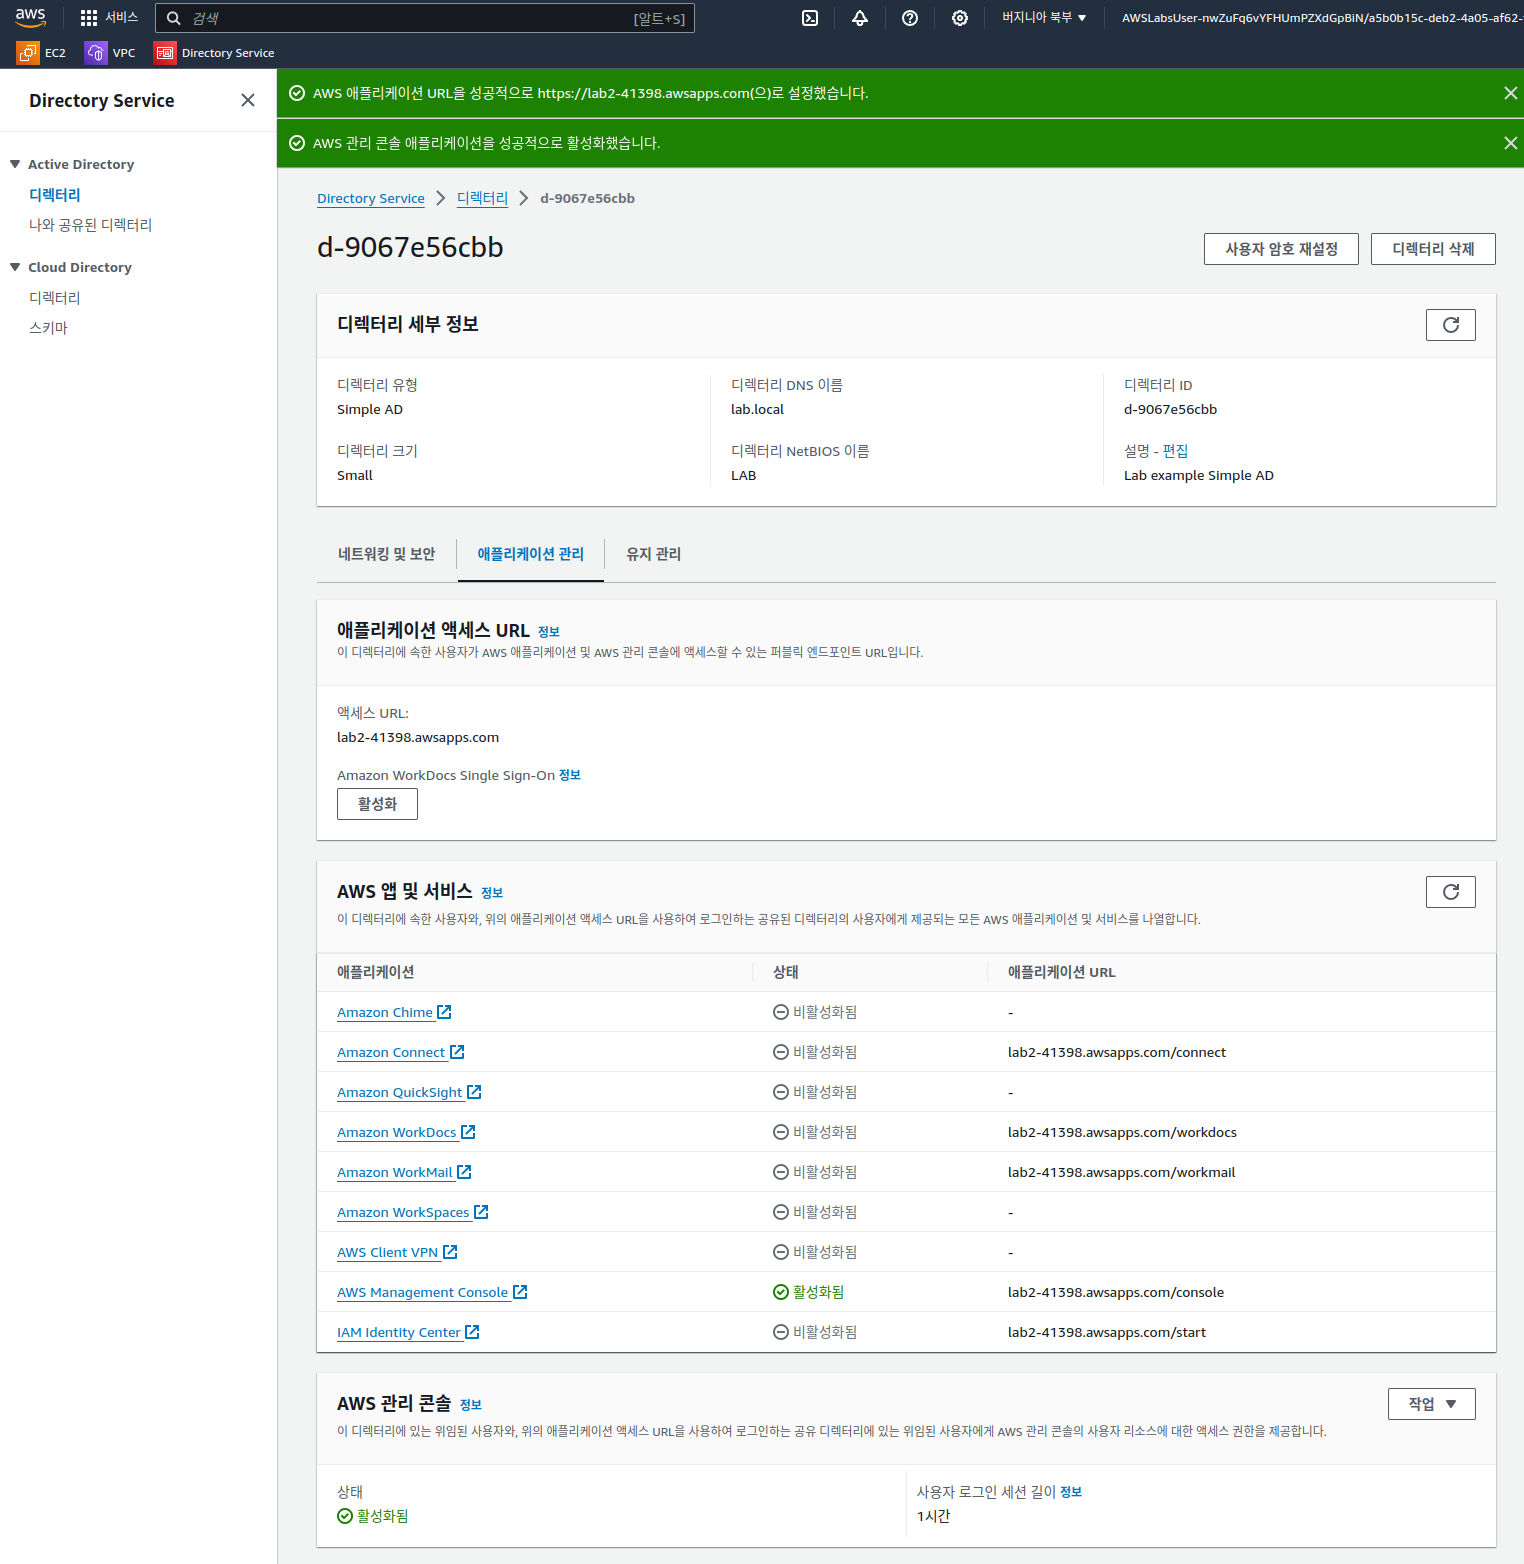 aws
서비스
검색
[알트+S]
버지니아 북부
AWSLabsUser-nwZuFq6vYFHUmPZXdGpBiN/a5b0b15c-deb2-4a05-af62-
EC2
VPC
Directory Service
Directory Service
Active Directory
디렉터리
나와 공유된 디렉터리
Cloud Directory
디렉터리
스키마
AWS 애플리케이션 URL을 성공적으로 https://lab2-41398.awsapps.com(으)로 설정했습니다.
AWS 관리 콘솔 애플리케이션을 성공적으로 활성화했습니다.
Directory Service > 디렉터리 > d-9067e56cbb
d-9067e56cbb
사용자 암호 재설정
디렉터리 삭제
디렉터리 세부 정보
디렉터리 유형
Simple AD
디렉터리 크기
Small
디렉터리 DNS 이름
lab.local
디렉터리 NetBIOS 이름
LAB
디렉터리 ID
d-9067e56cbb
설명 - 편집
Lab example Simple AD
네트워킹 및 보안
애플리케이션 관리
유지 관리
애플리케이션 액세스 URL 정보
이 디렉터리에 속한 사용자가 AWS 애플리케이션 및 AWS 관리 콘솔에 액세스할 수 있는 퍼블릭 엔드포인트 URL입니다.
액세스 URL:
lab2-41398.awsapps.com
Amazon WorkDocs Single Sign-On 정보
활성화
AWS 앱 및 서비스 정보
이 디렉터리에 속한 사용자와, 위의 애플리케이션 액세스 URL을 사용하여 로그인하는 공유된 디렉터리의 사용자에게 제공되는 모든 AWS 애플리케이션 및 서비스를 나열합니다.
애플리케이션 상태 애플리케이션 URL
Amazon Chime 비활성화됨 -
Amazon Connect 비활성화됨 lab2-41398.awsapps.com/connect
Amazon QuickSight 비활성화됨 -
Amazon WorkDocs 비활성화됨 lab2-41398.awsapps.com/workdocs
Amazon WorkMail 비활성화됨 lab2-41398.awsapps.com/workmail
Amazon WorkSpaces 비활성화됨 -
AWS Client VPN 비활성화됨 -
AWS Management Console 활성화됨 lab2-41398.awsapps.com/console
IAM Identity Center 비활성화됨 lab2-41398.awsapps.com/start
AWS 관리 콘솔 정보
작업
이 디렉터리에 있는 위임된 사용자와, 위의 애플리케이션 액세스 URL을 사용하여 로그인하는 공유 디렉터리에 있는 위임된 사용자에게 AWS 관리 콘솔의 사용자 리소스에 대한 액세스 권한을 제공합니다.
상태
활성화됨
사용자 로그인 세션 길이 정보
1시간